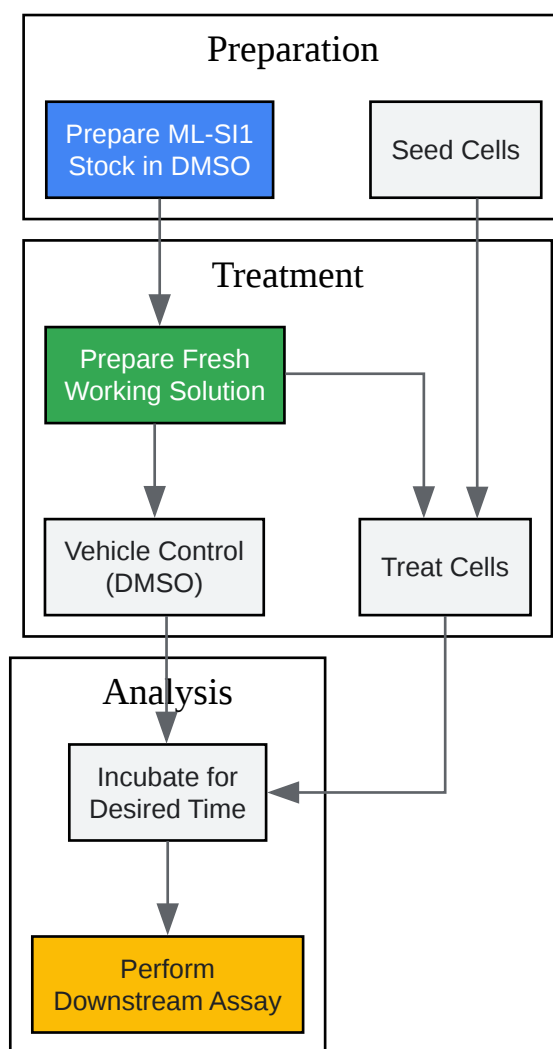 Preparation
Prepare ML-SI1
Stock in DMSO
Seed Cells
Treatment
Prepare Fresh
Working Solution
Vehicle Control
(DMSO)
Treat Cells
Analysis
Incubate for
Desired Time
Perform
Downstream Assay